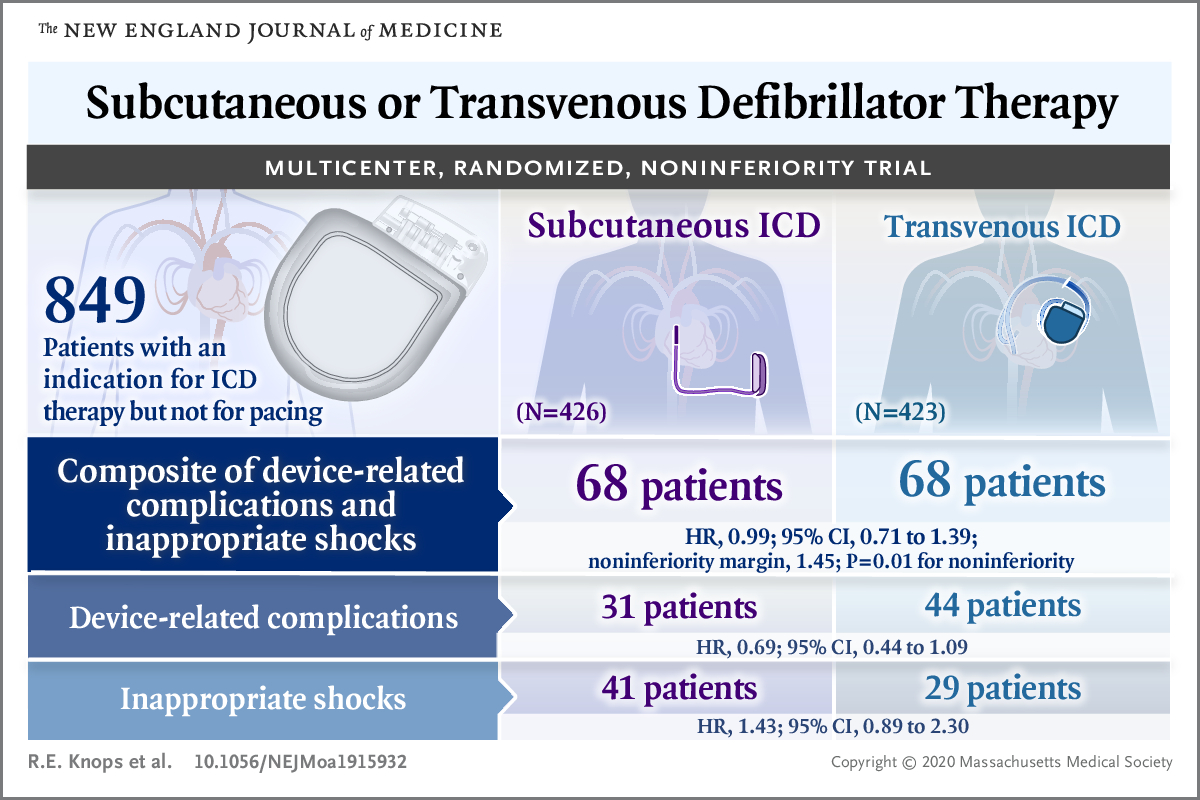 The NEW ENGLAND JOURNAL of MEDICINE
Subcutaneous or Transvenous Defibrillator Therapy
MULTICENTER, RANDOMIZED, NONINFERIORITY TRIAL
849
Patients with an
indication for ICD
therapy but not for pacing
Subcutaneous ICD
(N=426)
Transvenous ICD
(N=423)
Composite of device-related
complications and
inappropriate shocks
68 patients
68 patients
HR, 0.99; 95% CI, 0.71 to 1.39;
noninferiority margin, 1.45; P=0.01 for noninferiority
Device-related complications
31 patients
44 patients
HR, 0.69; 95% CI, 0.44 to 1.09
Inappropriate shocks
41 patients
29 patients
HR, 1.43; 95% CI, 0.89 to 2.30
R.E. Knops et al. 10.1056/NEJMoa1915932
Copyright © 2020 Massachusetts Medical Society